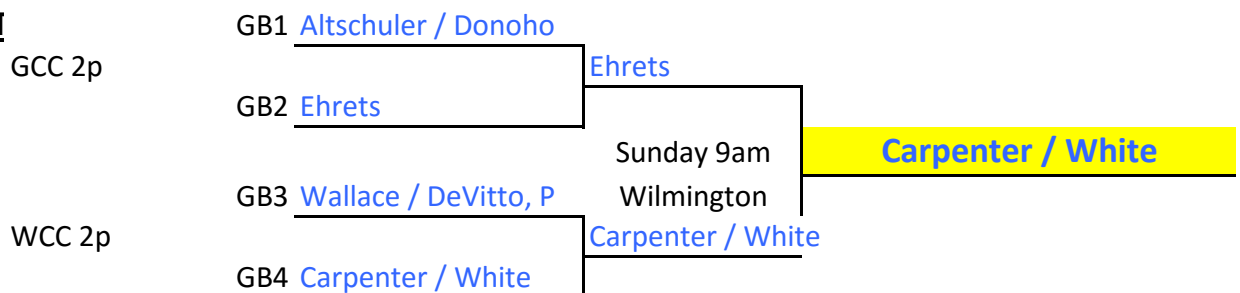 GB1 Altschuler / Donoho
GCC 2p Ehrets
GB2 Ehrets
Sunday 9am Carpenter / White
GB3 Wallace / DeVitto, P Wilmington
WCC 2p Carpenter / White
GB4 Carpenter / White